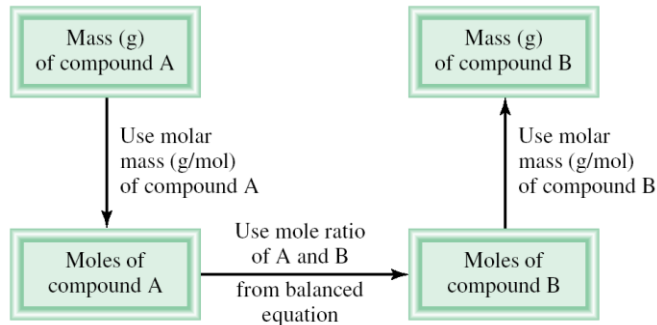 Mass (g)
of compound A
Mass (g)
of compound B
Use molar
mass (g/mol)
of compound A
Use molar
mass (g/mol)
of compound B
Moles of
compound A
Use mole ratio
of A and B
from balanced
equation
Moles of
compound B